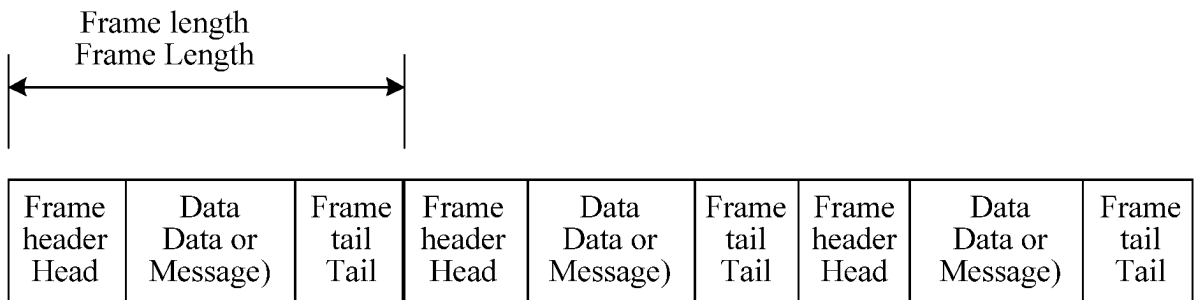 Frame length
Frame Length
Frame
header
Head
Data
Data or
Message)
Frame
tail
Tail
Frame
header
Head
Data
Data or
Message)
Frame
tail
Tail
Frame
header
Head
Data
Data or
Message)
Frame
tail
Tail